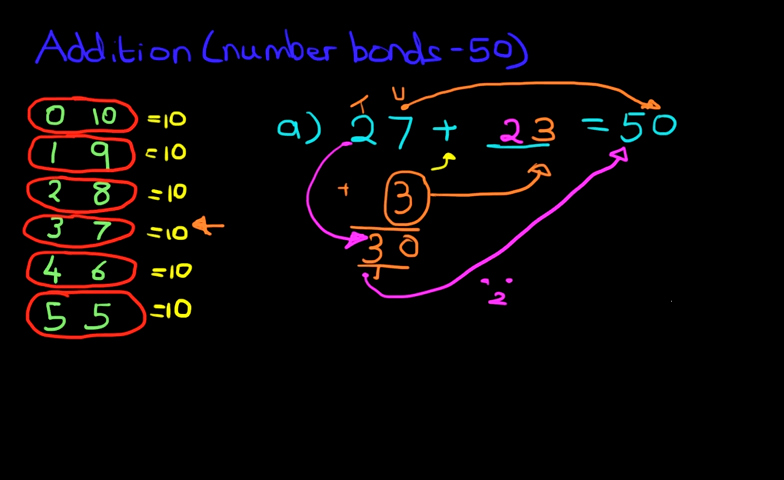 Addition (number bonds - 50)
0 10 = 10
1 9 = 10
2 8 = 10
3 7 = 10
4 6 = 10
5 5 = 10
T U
a) 27 + 23 = 50
+ 3
30
1
2